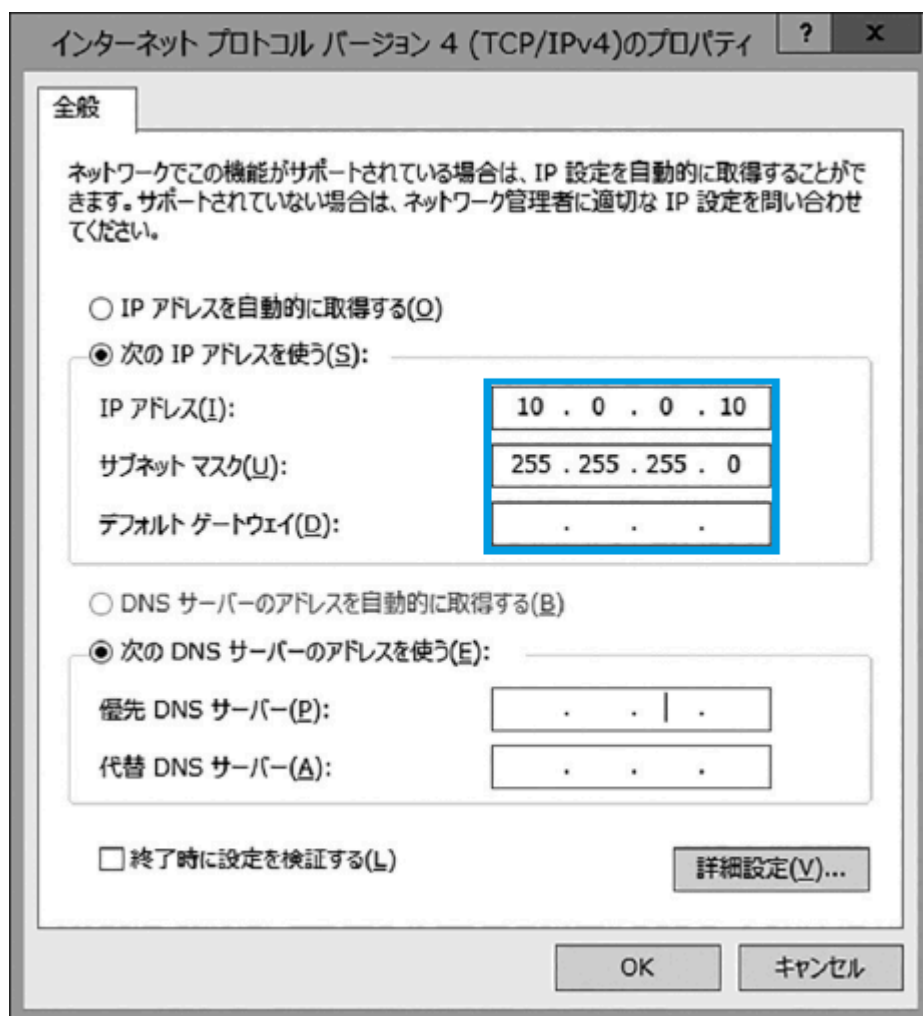 インターネット プロトコル バージョン 4 (TCP/IPv4)のプロパティ ? x
全般
ネットワークでこの機能がサポートされている場合は、IP 設定を自動的に取得することがで
きます。サポートされていない場合は、ネットワーク管理者に適切な IP 設定を問い合わせ
てください。
IP アドレスを自動的に取得する(O)
次の IP アドレスを使う(S):
IP アドレス(I): 10 . 0 . 0 . 10
サブネット マスク(U): 255 . 255 . 255 . 0
デフォルト ゲートウェイ(D): . . .
DNS サーバーのアドレスを自動的に取得する(B)
次の DNS サーバーのアドレスを使う(E):
優先 DNS サーバー(P): . . .
代替 DNS サーバー(A): . . .
終了時に設定を検証する(L)
詳細設定(V)...
OK キャンセル